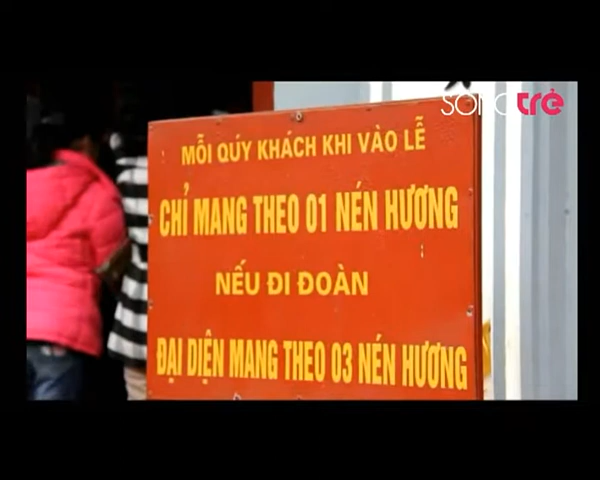 SONG trẻ
MỖI QUÝ KHÁCH KHI VÀO LỄ
CHỈ MANG THEO 01 NÉN HƯƠNG
NẾU ĐI ĐOÀN
ĐẠI DIỆN MANG THEO 03 NÉN HƯƠNG